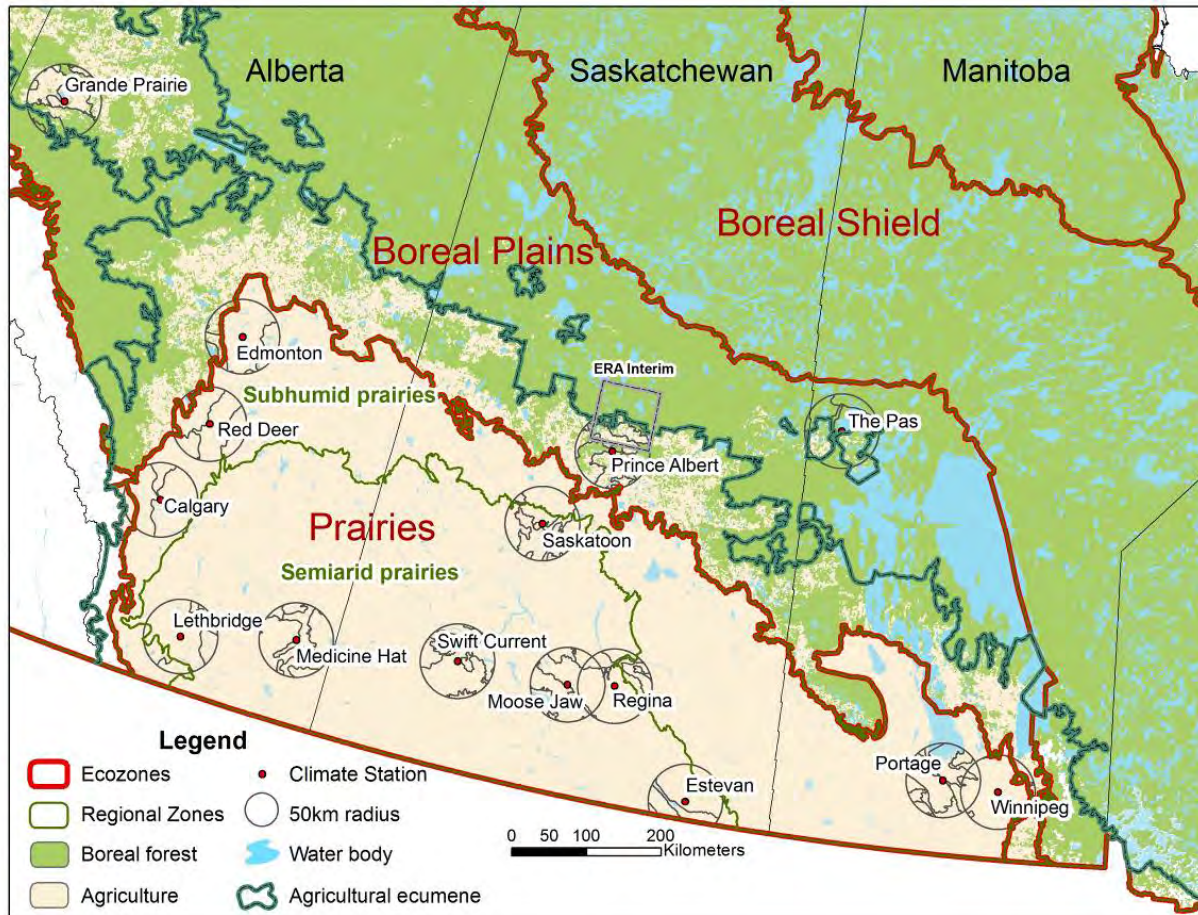 Alberta
Saskatchewan
Manitoba
Grande Prairie
Boreal Plains
Boreal Shield
Edmonton
ERA Interim
Subhumid prairies
Red Deer
The Pas
Prince Albert
Calgary
Prairies
Saskatoon
Semiarid prairies
Lethbridge
Medicine Hat
Swift Current
Moose Jaw
Regina
Portage
Estevan
Winnipeg
Legend
Ecozones
Climate Station
Regional Zones
50km radius
Boreal forest
Water body
Agriculture
Agricultural ecumene
0 50 100 200
Kilometers